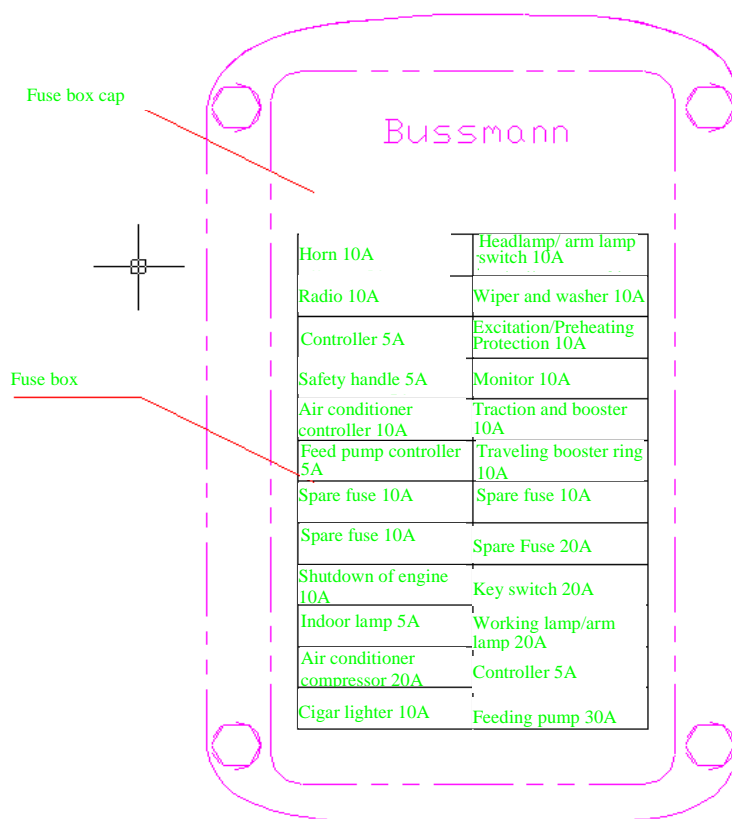 Fuse box cap
Bussmann
Horn 10A
Headlamp/ arm lamp
switch 10A
Radio 10A
Wiper and washer 10A
Controller 5A
Excitation/Preheating
Protection 10A
Fuse box
Safety handle 5A
Monitor 10A
Air conditioner
controller 10A
Traction and booster
10A
Feed pump controller
5A
Traveling booster ring
10A
Spare fuse 10A
Spare fuse 10A
Spare fuse 10A
Spare Fuse 20A
Shutdown of engine
10A
Key switch 20A
Indoor lamp 5A
Working lamp/arm
lamp 20A
Air conditioner
compressor 20A
Controller 5A
Cigar lighter 10A
Feeding pump 30A